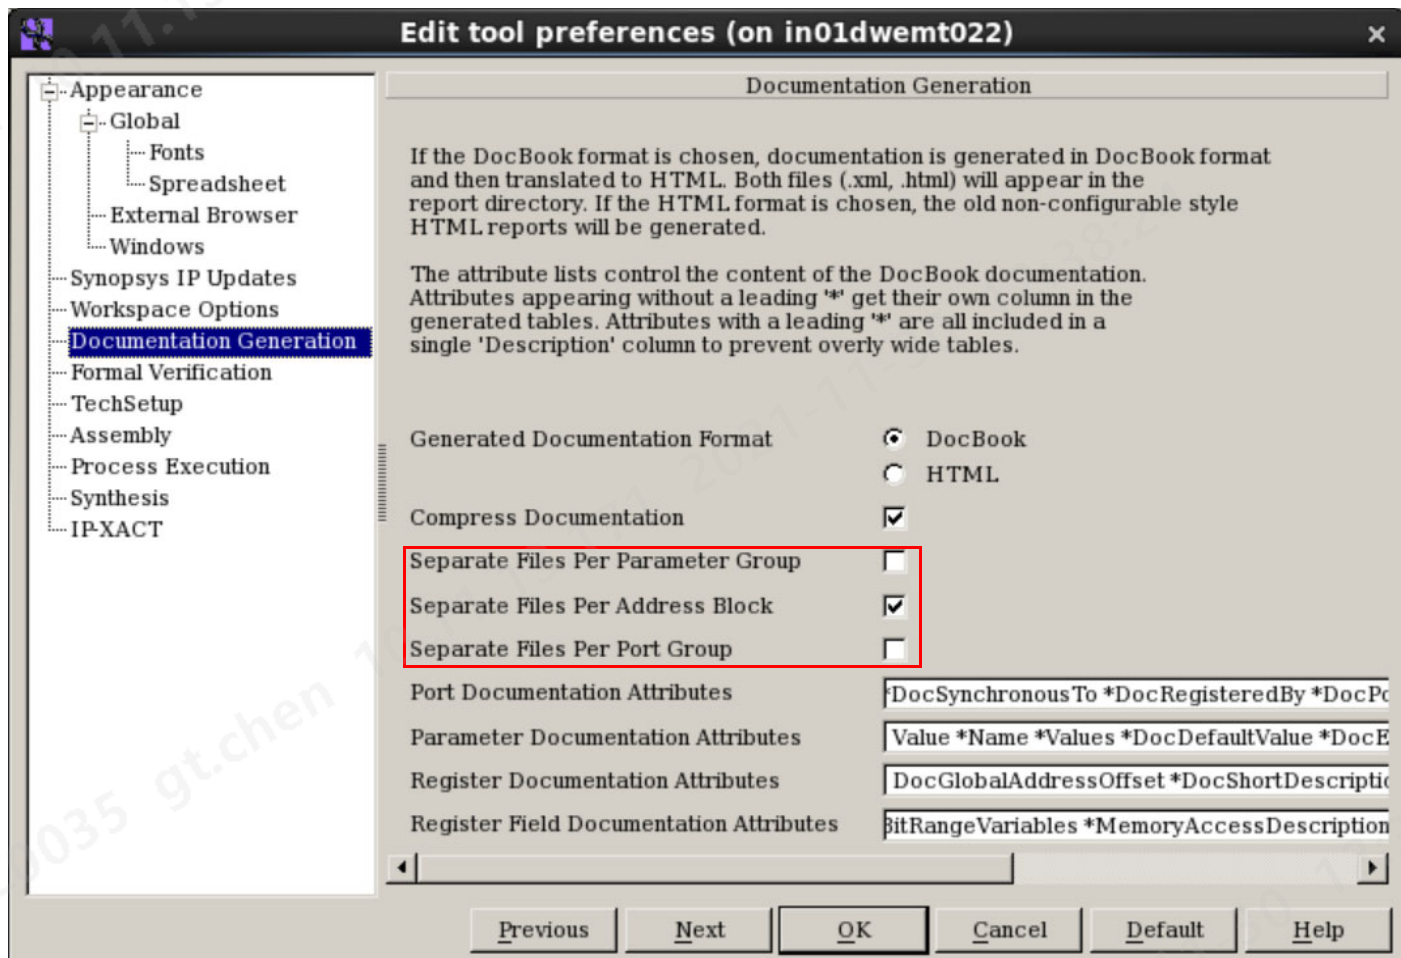 Edit tool preferences (on in01dwemt022)
Appearance
Global
Fonts
Spreadsheet
External Browser
Windows
Synopsys IP Updates
Workspace Options
Documentation Generation
Formal Verification
TechSetup
Assembly
Process Execution
Synthesis
IP-XACT
Documentation Generation
If the DocBook format is chosen, documentation is generated in DocBook format
and then translated to HTML. Both files (.xml, .html) will appear in the
report directory. If the HTML format is chosen, the old non-configurable style
HTML reports will be generated.
The attribute lists control the content of the DocBook documentation.
Attributes appearing without a leading '*' get their own column in the
generated tables. Attributes with a leading '*' are all included in a
single 'Description' column to prevent overly wide tables.
Generated Documentation Format
DocBook
HTML
Compress Documentation
Separate Files Per Parameter Group
Separate Files Per Address Block
Separate Files Per Port Group
Port Documentation Attributes
*DocSynchronousTo *DocRegisteredBy *DocPo
Parameter Documentation Attributes
Value *Name *Values *DocDefaultValue *DocE
Register Documentation Attributes
DocGlobalAddressOffset *DocShortDescriptio
Register Field Documentation Attributes
BitRangeVariables *MemoryAccessDescription
Previous Next OK Cancel Default Help
gt.chen